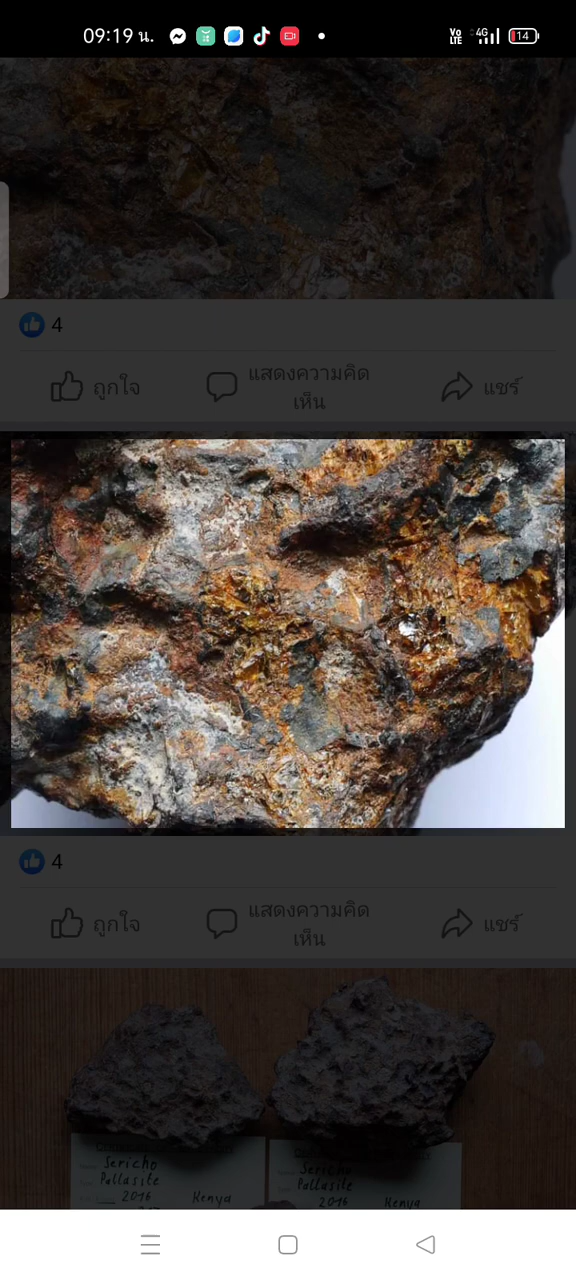 09:19 น.
Vo
LTE
4G
14
4
ถูกใจ
แสดงความคิด
เห็น
แชร์
4
ถูกใจ
แสดงความคิด
เห็น
แชร์
Sericho
Pallasite
2016 Kenya
Sericho
Pallasite
2016 Kenya